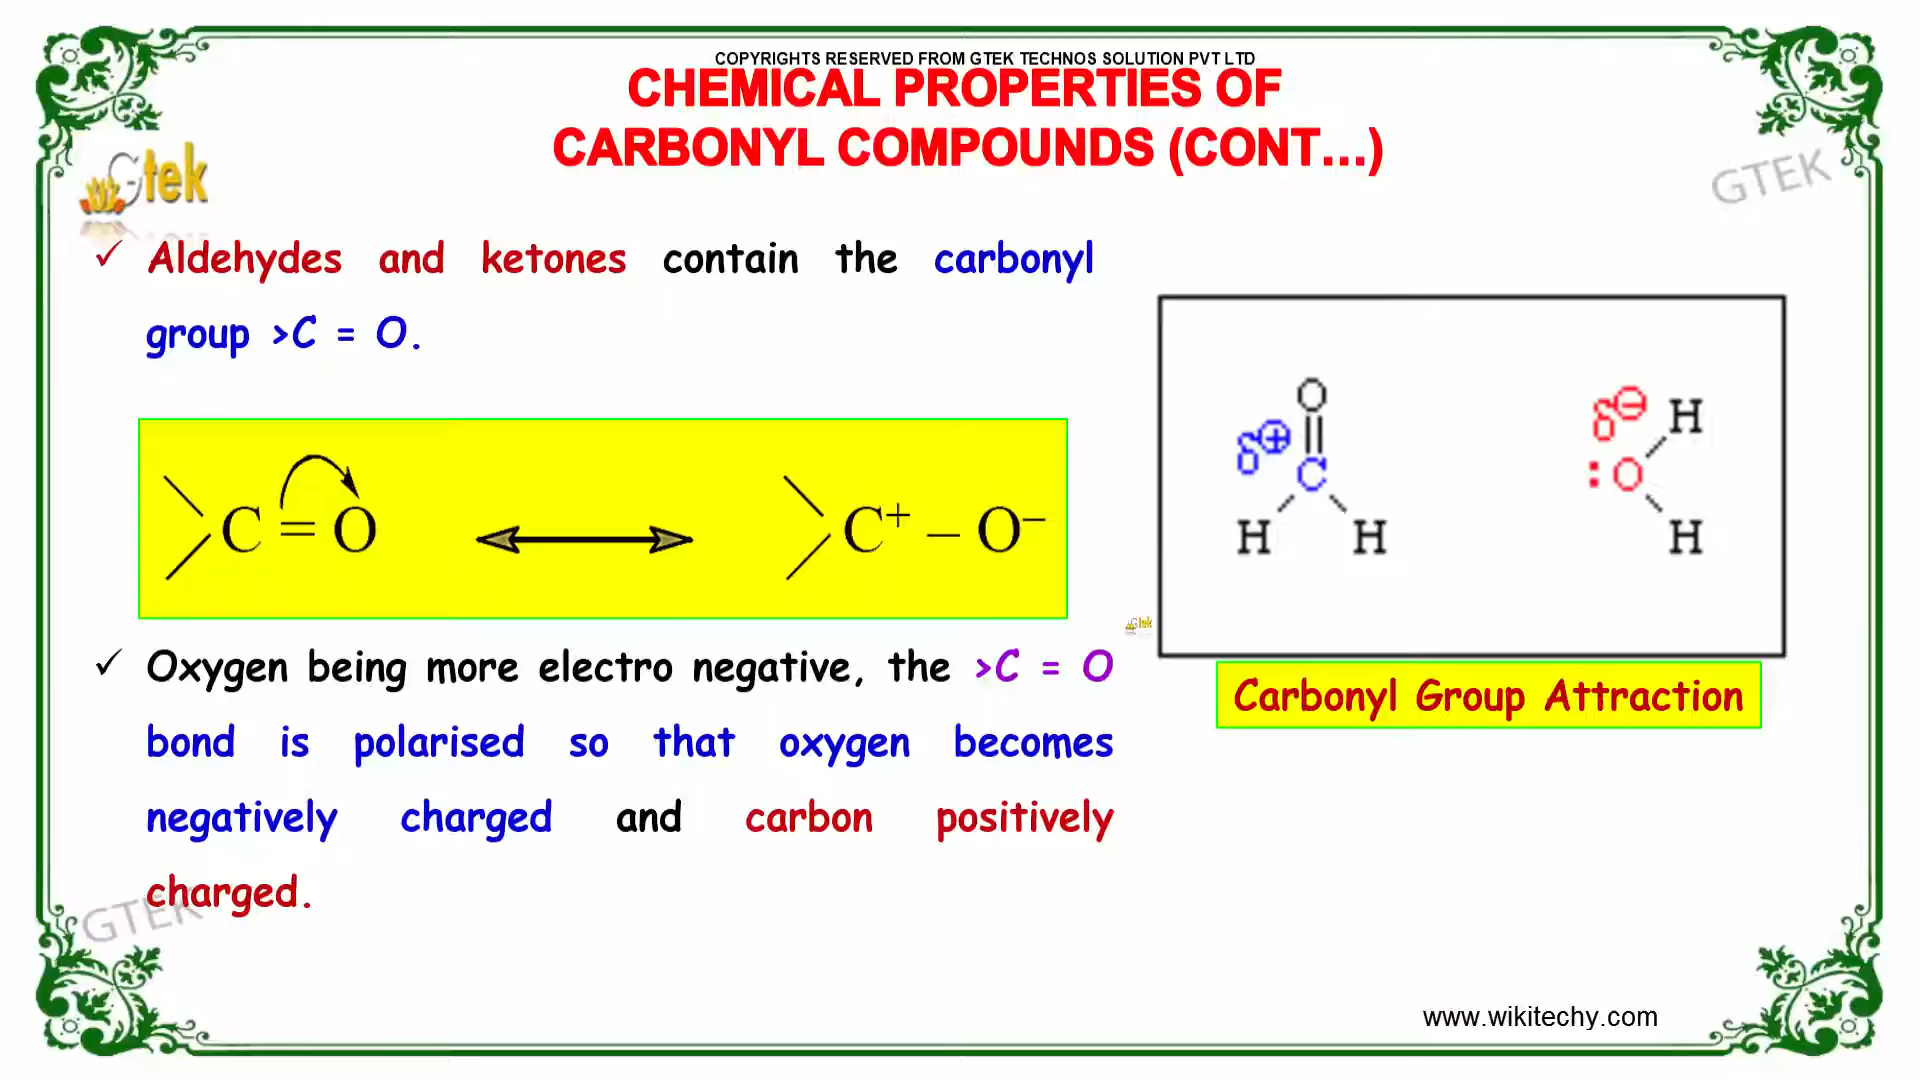 COPYRIGHTS RESERVED FROM GTEK TECHNOS SOLUTION PVT LTD
CHEMICAL PROPERTIES OF
CARBONYL COMPOUNDS (CONT...)
Gtek
GTEK
✓ Aldehydes and ketones contain the carbonyl
group >C = O.
C = O ⟷ C⁺ – O⁻
O
δ⊕ C
H H
δ⊖ H
: O
H
Gtek
Carbonyl Group Attraction
✓ Oxygen being more electro negative, the >C = O
bond is polarised so that oxygen becomes
negatively charged and carbon positively
charged.
GTEK
www.wikitechy.com